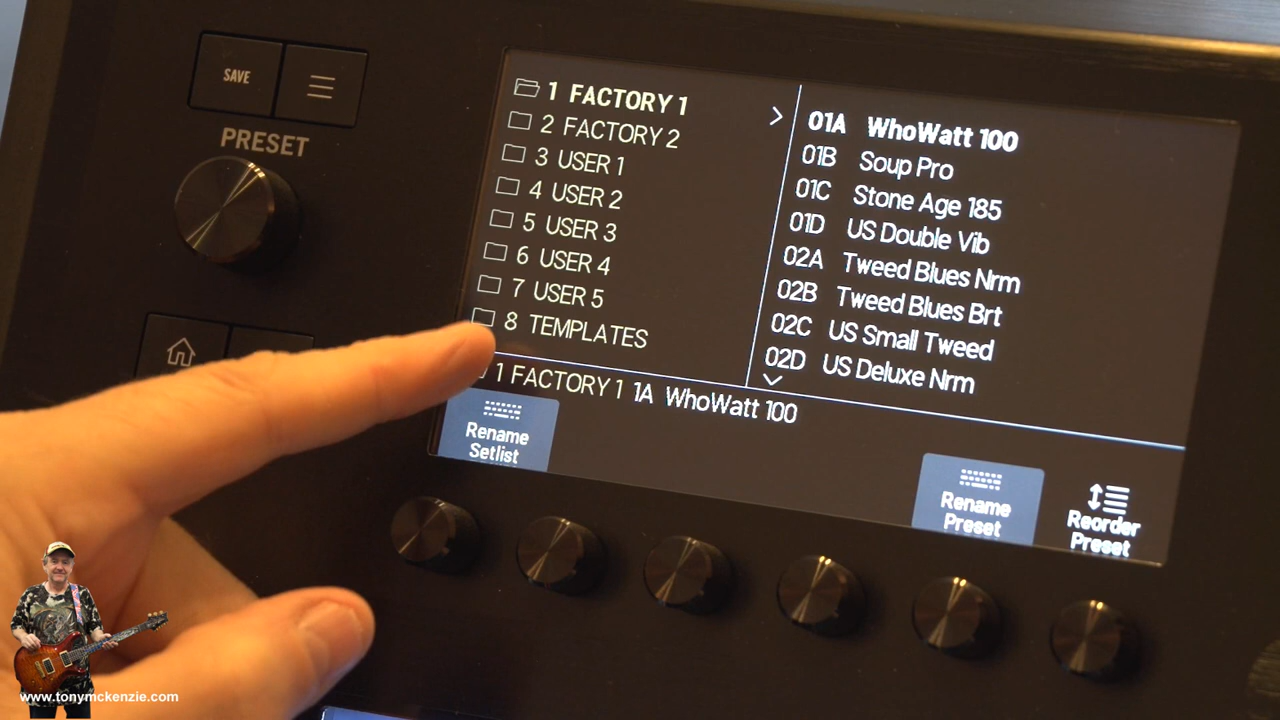 SAVE
PRESET
1 FACTORY 1
2 FACTORY 2
3 USER 1
4 USER 2
5 USER 3
6 USER 4
7 USER 5
8 TEMPLATES
01A WhoWatt 100
01B Soup Pro
01C Stone Age 185
01D US Double Vib
02A Tweed Blues Nrm
02B Tweed Blues Brt
02C US Small Tweed
02D US Deluxe Nrm
1 FACTORY 1 1A WhoWatt 100
Rename
Setlist
Rename
Preset
Reorder
Preset
www.tonymckenzie.com